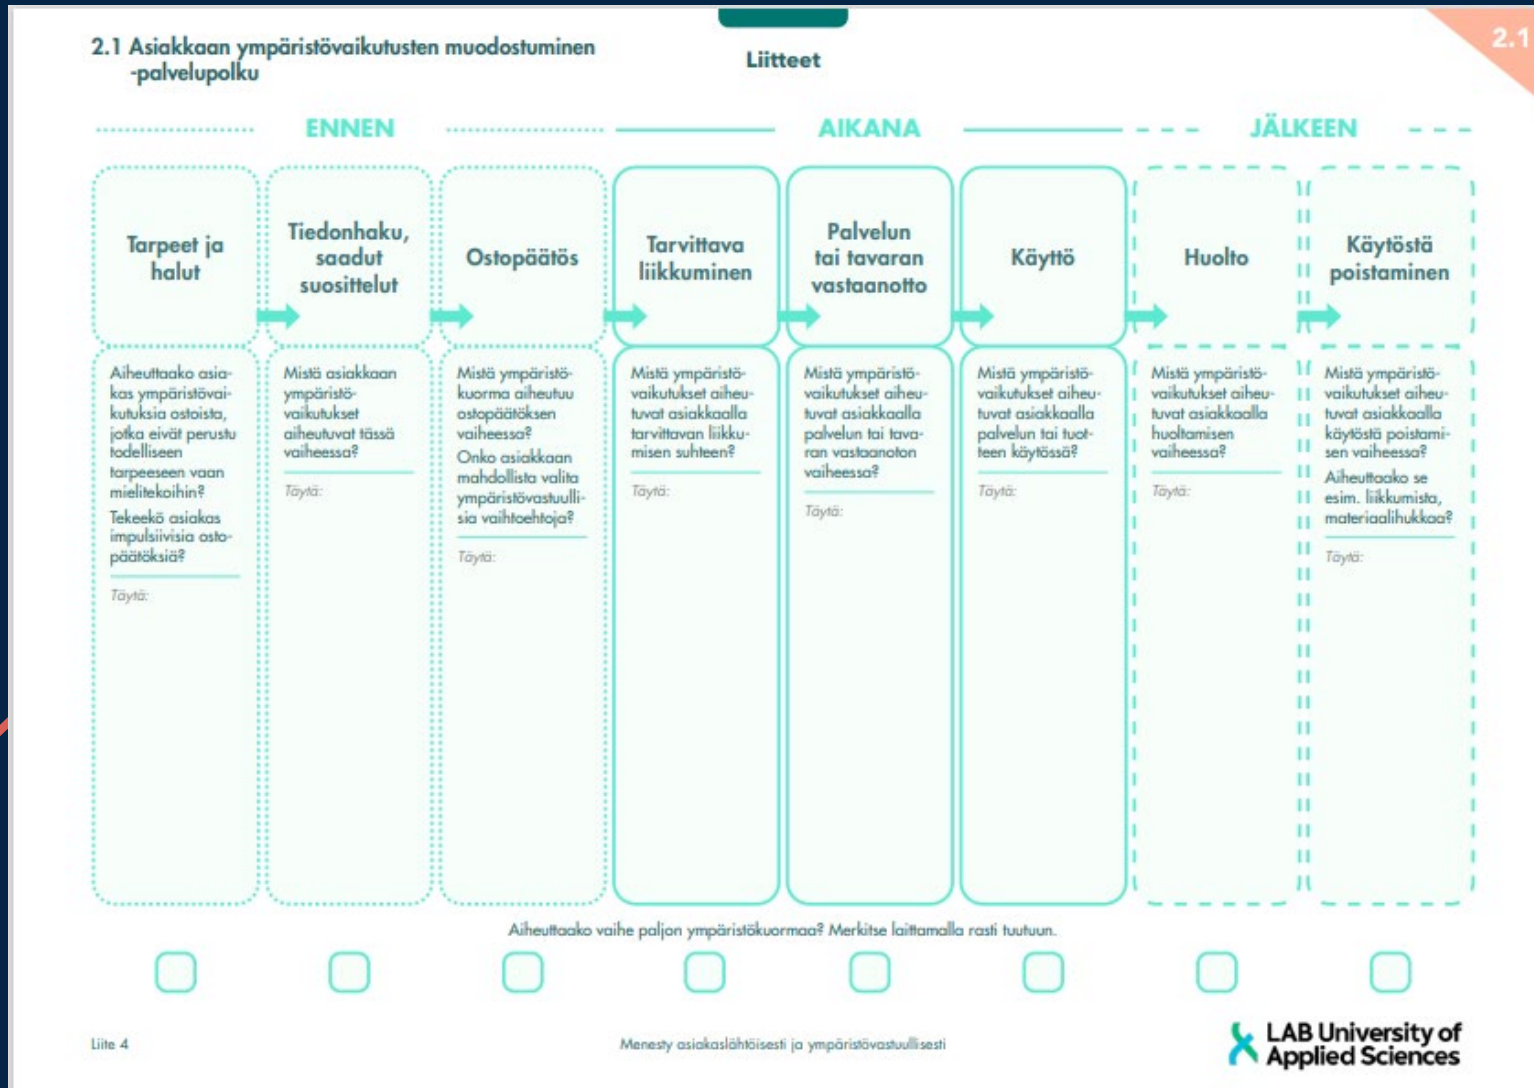 2.1 Asiakkaan ympäristövaikutusten muodostuminen
-palvelupolku
Liitteet
2.1
ENNEN
AIKANA
JÄLKEEN
Tarpeet ja
halut
Tiedonhaku,
saadut
suosittelut
Ostopäätös
Tarvittava
liikkuminen
Palvelun
tai tavaran
vastaanotto
Käyttö
Huolto
Käytöstä
poistaminen
Aiheuttaako asia-
kas ympäristövai-
kutuksia ostoista,
jotka eivät perustu
todelliseen
tarpeeseen vaan
mielitekoihin?
Tekeekö asiakas
impulsiivisia osto-
päätöksiä?
Täytä:
Mistä asiakkaan
ympäristö-
vaikutukset
aiheutuvat tässä
vaiheessa?
Täytä:
Mistä ympäristö-
kuorma aiheutuu
ostopäätöksen
vaiheessa?
Onko asiakkaan
mahdollista valita
ympäristövastuulli-
sia vaihtoehtoja?
Täytä:
Mistä ympäristö-
vaikutukset aiheu-
tuvat asiakkaalla
tarvittavan liikku-
misen suhteen?
Täytä:
Mistä ympäristö-
vaikutukset aiheu-
tuvat asiakkaalla
palvelun tai tava-
ran vastaanoton
vaiheessa?
Täytä:
Mistä ympäristö-
vaikutukset aiheu-
tuvat asiakkaalla
palvelun tai tuot-
teen käytössä?
Täytä:
Mistä ympäristö-
vaikutukset aiheu-
tuvat asiakkaalla
huoltamisen
vaiheessa?
Täytä:
Mistä ympäristö-
vaikutukset aiheu-
tuvat asiakkaalla
käytöstä poistami-
sen vaiheessa?
Aiheuttaako se
esim. liikkumista,
materiaalihukkaa?
Täytä:
Aiheuttaako vaihe paljon ympäristökuormaa? Merkitse laittamalla rasti tuutuun.
Liite 4
Menesty asiakaslähtöisesti ja ympäristövastuullisesti
LAB University of
Applied Sciences